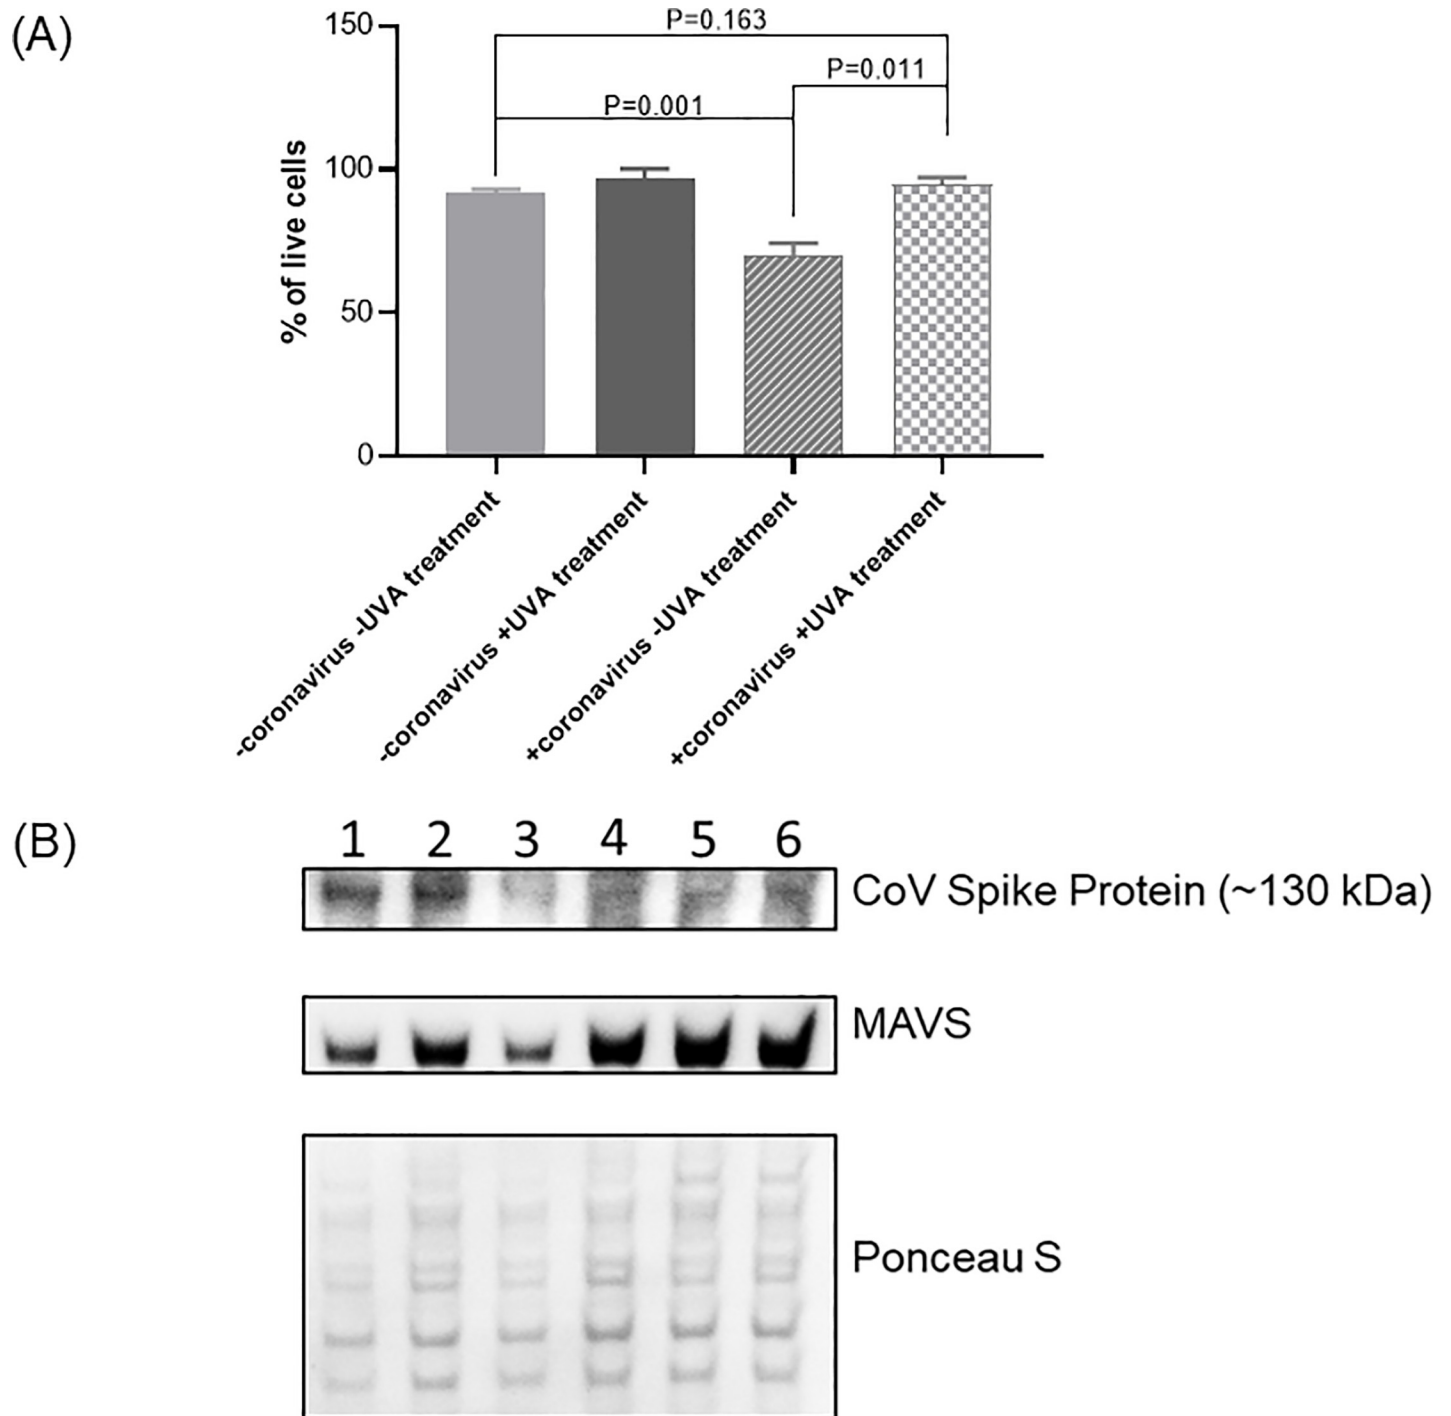 (A)
150
P=0.163
P=0.011
P=0.001
100
50
0
% of live cells
-coronavirus -UVA treatment
-coronavirus +UVA treatment
+coronavirus -UVA treatment
+coronavirus +UVA treatment
(B)
1 2 3 4 5 6
CoV Spike Protein (~130 kDa)
MAVS
Ponceau S